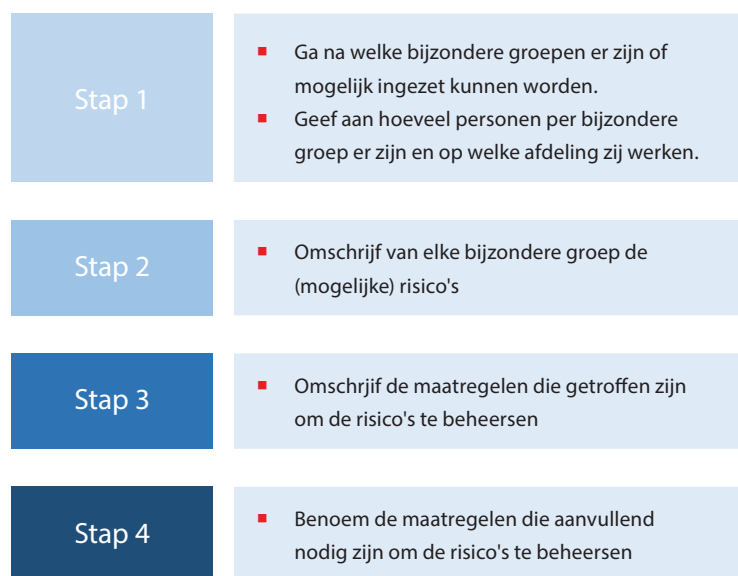 Stap 1
Ga na welke bijzondere groepen er zijn of
mogelijk ingezet kunnen worden.
Geef aan hoeveel personen per bijzondere
groep er zijn en op welke afdeling zij werken.
Stap 2
Omschrijf van elke bijzondere groep de
(mogelijke) risico's
Stap 3
Omschrjif de maatregelen die getroffen zijn
om de risico's te beheersen
Stap 4
Benoem de maatregelen die aanvullend
nodig zijn om de risico's te beheersen